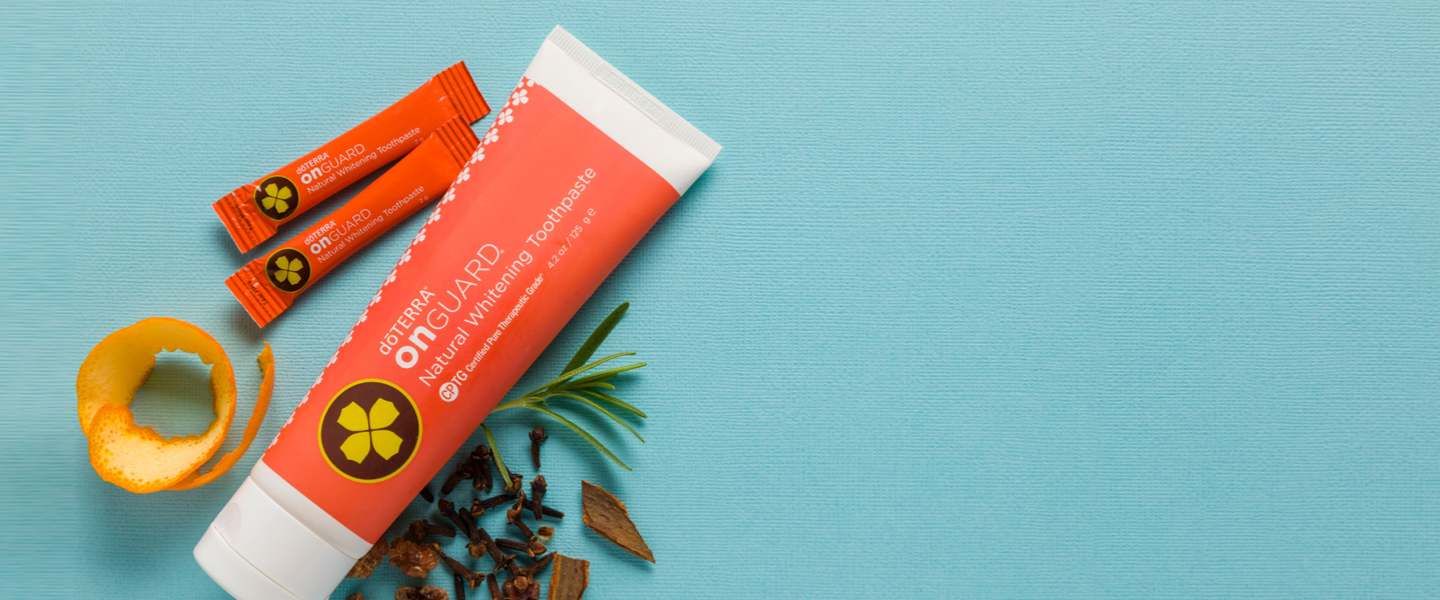 dōTERRA
onGUARD
Natural Whitening Toothpaste
dōTERRA
onGUARD
Natural Whitening Toothpaste
dōTERRA®
onGUARD®
Natural Whitening Toothpaste
CPTG Certified Pure Therapeutic Grade® 4.2 oz / 125 g e